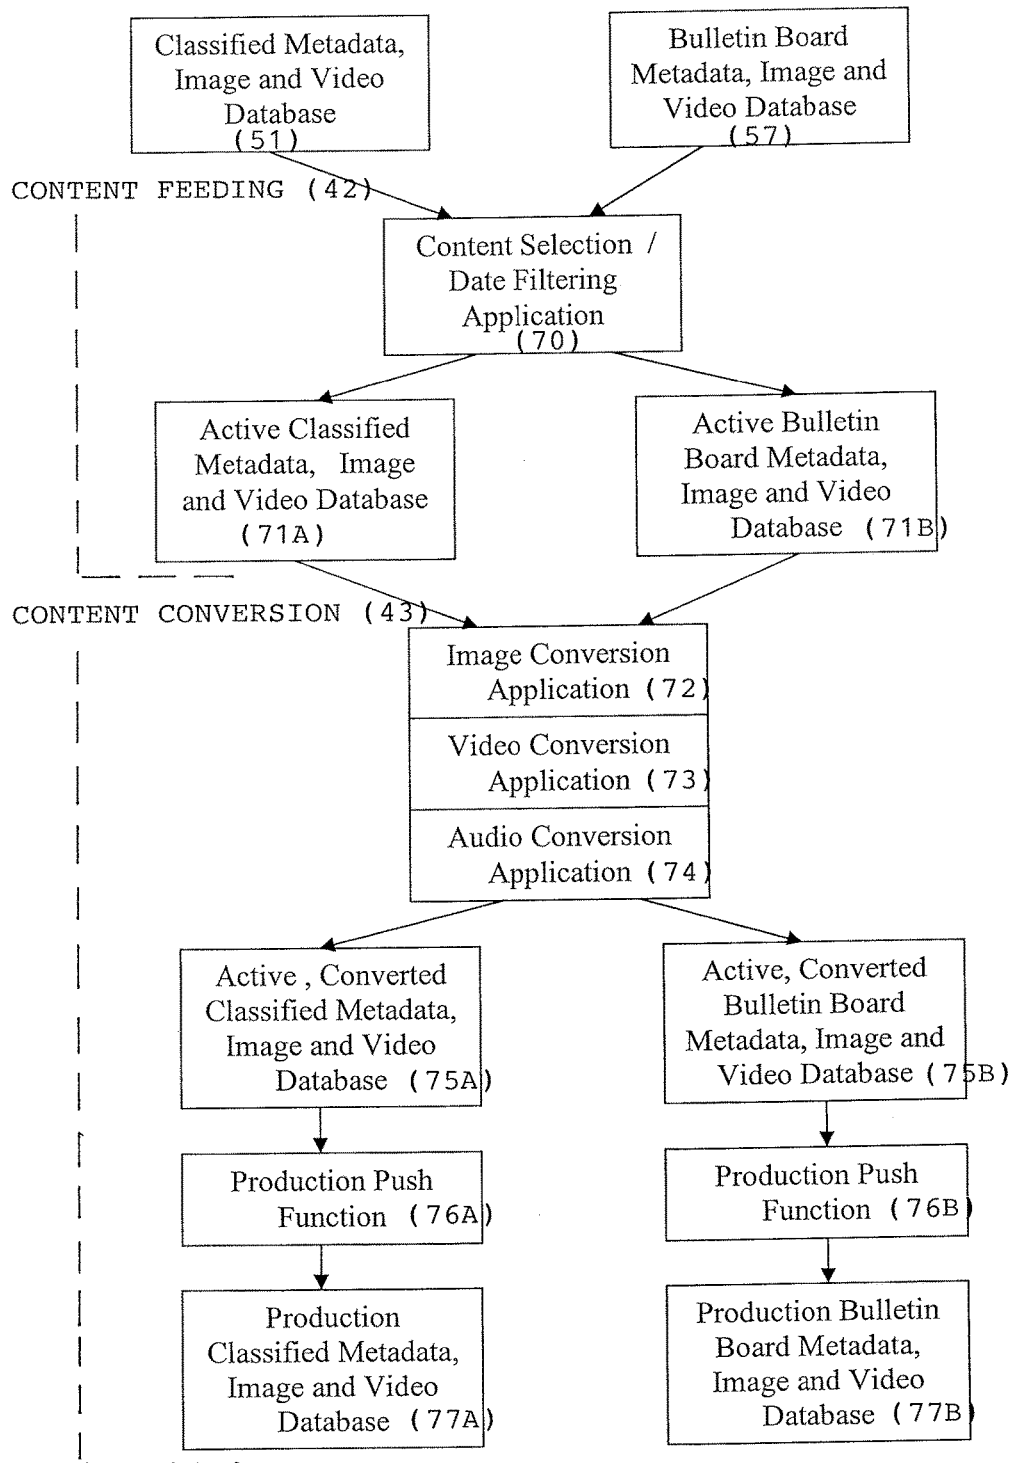 Classified Metadata,
Image and Video
Database
(51)
Bulletin Board
Metadata, Image and
Video Database
(57)
CONTENT FEEDING (42)
Content Selection /
Date Filtering
Application
(70)
Active Classified
Metadata, Image
and Video Database
(71A)
Active Bulletin
Board Metadata,
Image and Video
Database (71B)
CONTENT CONVERSION (43)
Image Conversion
Application (72)
Video Conversion
Application (73)
Audio Conversion
Application (74)
Active , Converted
Classified Metadata,
Image and Video
Database (75A)
Active, Converted
Bulletin Board
Metadata, Image and
Video Database (75B)
Production Push
Function (76A)
Production Push
Function (76B)
Production
Classified Metadata,
Image and Video
Database (77A)
Production Bulletin
Board Metadata,
Image and Video
Database (77B)